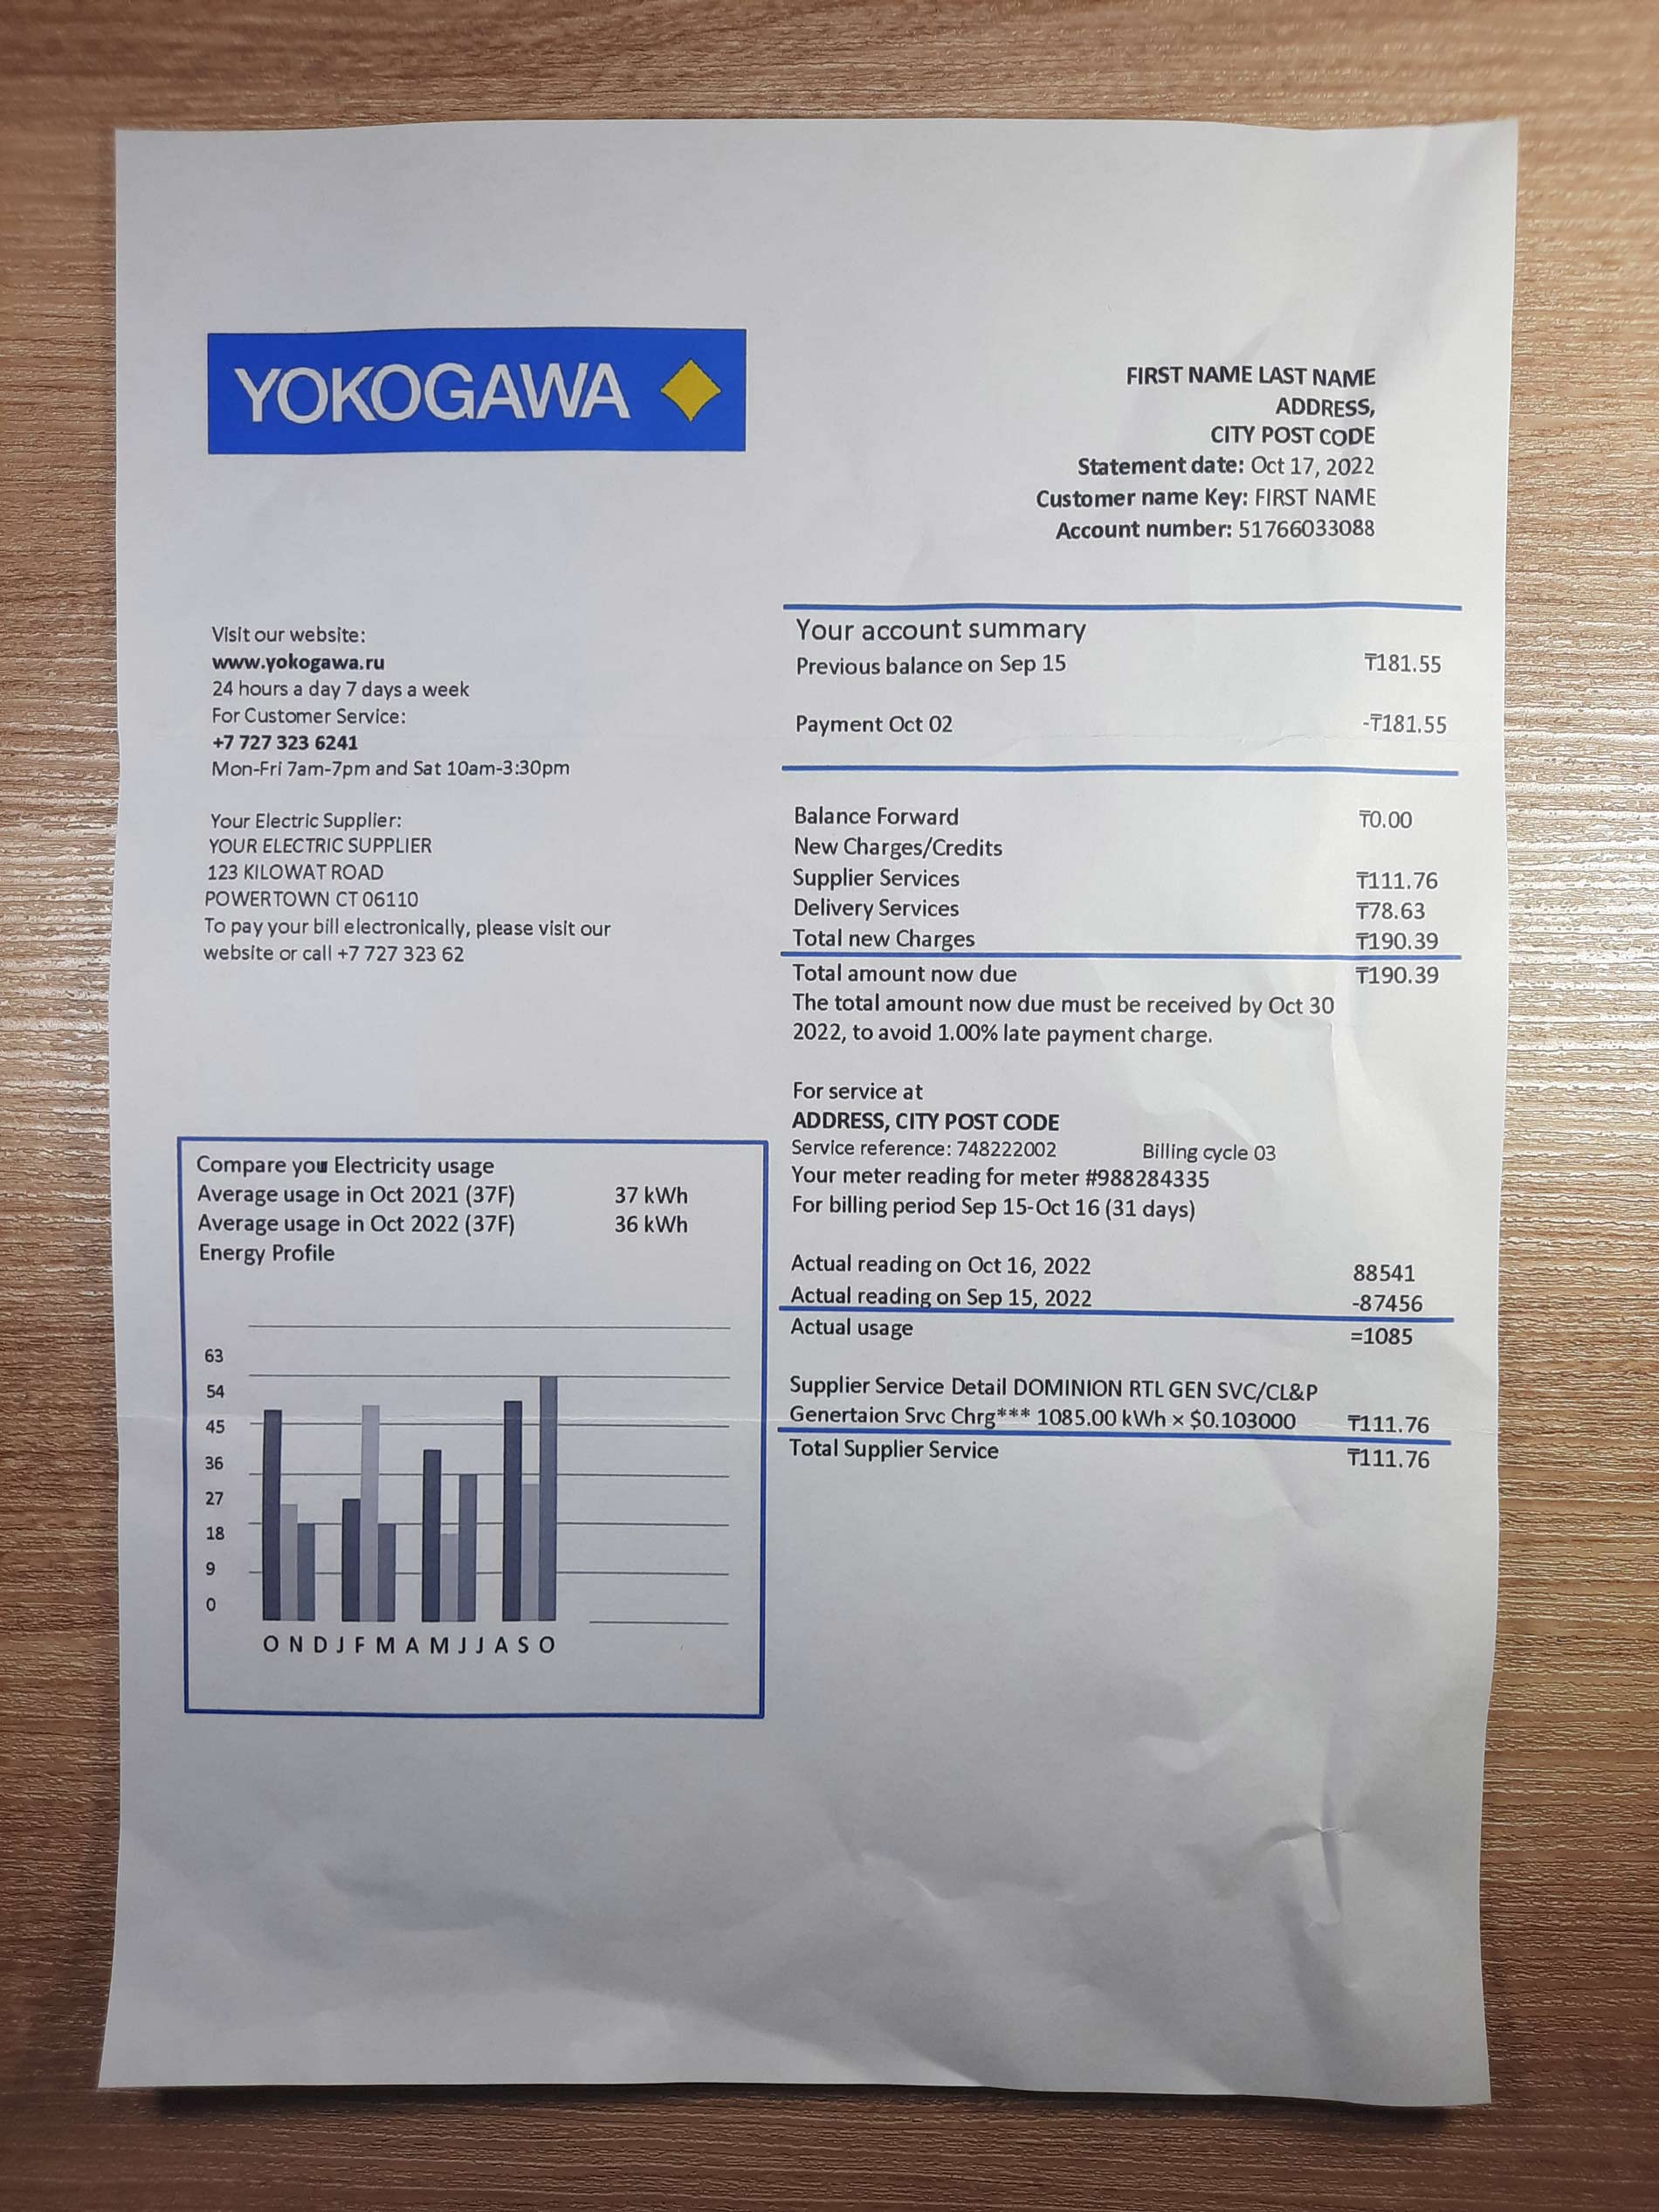 YOKOGAWA
FIRST NAME LAST NAME
ADDRESS,
CITY POST CODE
Statement date: Oct 17, 2022
Customer name Key: FIRST NAME
Account number: 51766033088
Visit our website:
www.yokogawa.ru
24 hours a day 7 days a week
For Customer Service:
+7 727 323 6241
Mon-Fri 7am-7pm and Sat 10am-3:30pm
Your Electric Supplier:
YOUR ELECTRIC SUPPLIER
123 KILOWAT ROAD
POWERTOWN CT 06110
To pay your bill electronically, please visit our
website or call +7 727 323 62
Your account summary
Previous balance on Sep 15 ₸181.55
Payment Oct 02 -₸181.55
Balance Forward ₸0.00
New Charges/Credits
Supplier Services ₸111.76
Delivery Services ₸78.63
Total new Charges ₸190.39
Total amount now due ₸190.39
The total amount now due must be received by Oct 30
2022, to avoid 1.00% late payment charge.
For service at
ADDRESS, CITY POST CODE
Service reference: 748222002 Billing cycle 03
Your meter reading for meter #988284335
For billing period Sep 15-Oct 16 (31 days)
Actual reading on Oct 16, 2022 88541
Actual reading on Sep 15, 2022 -87456
Actual usage =1085
Supplier Service Detail DOMINION RTL GEN SVC/CL&P
Genertaion Srvc Chrg*** 1085.00 kWh × $0.103000 ₸111.76
Total Supplier Service ₸111.76
Compare you Electricity usage
Average usage in Oct 2021 (37F) 37 kWh
Average usage in Oct 2022 (37F) 36 kWh
Energy Profile
63
54
45
36
27
18
9
0
O N D J F M A M J J A S O